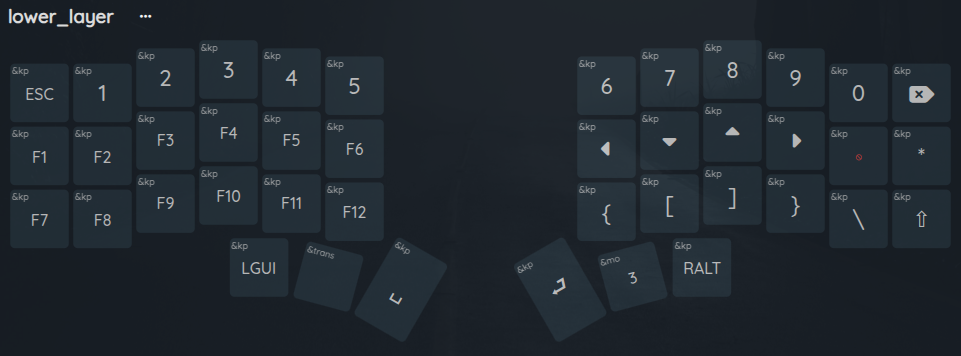 lower_layer ...
&kp &kp &kp &kp &kp &kp &kp &kp &kp &kp &kp &kp
ESC 1 2 3 4 5 6 7 8 9 0
&kp &kp &kp &kp &kp &kp &kp &kp &kp &kp &kp &kp
F1 F2 F3 F4 F5 F6 *
&kp &kp &kp &kp &kp &kp &kp &kp &kp &kp &kp &kp
F7 F8 F9 F10 F11 F12 { [ ] } \ ⇧
&kp &trans &kp &kp &mo &kp
LGUI 3 RALT